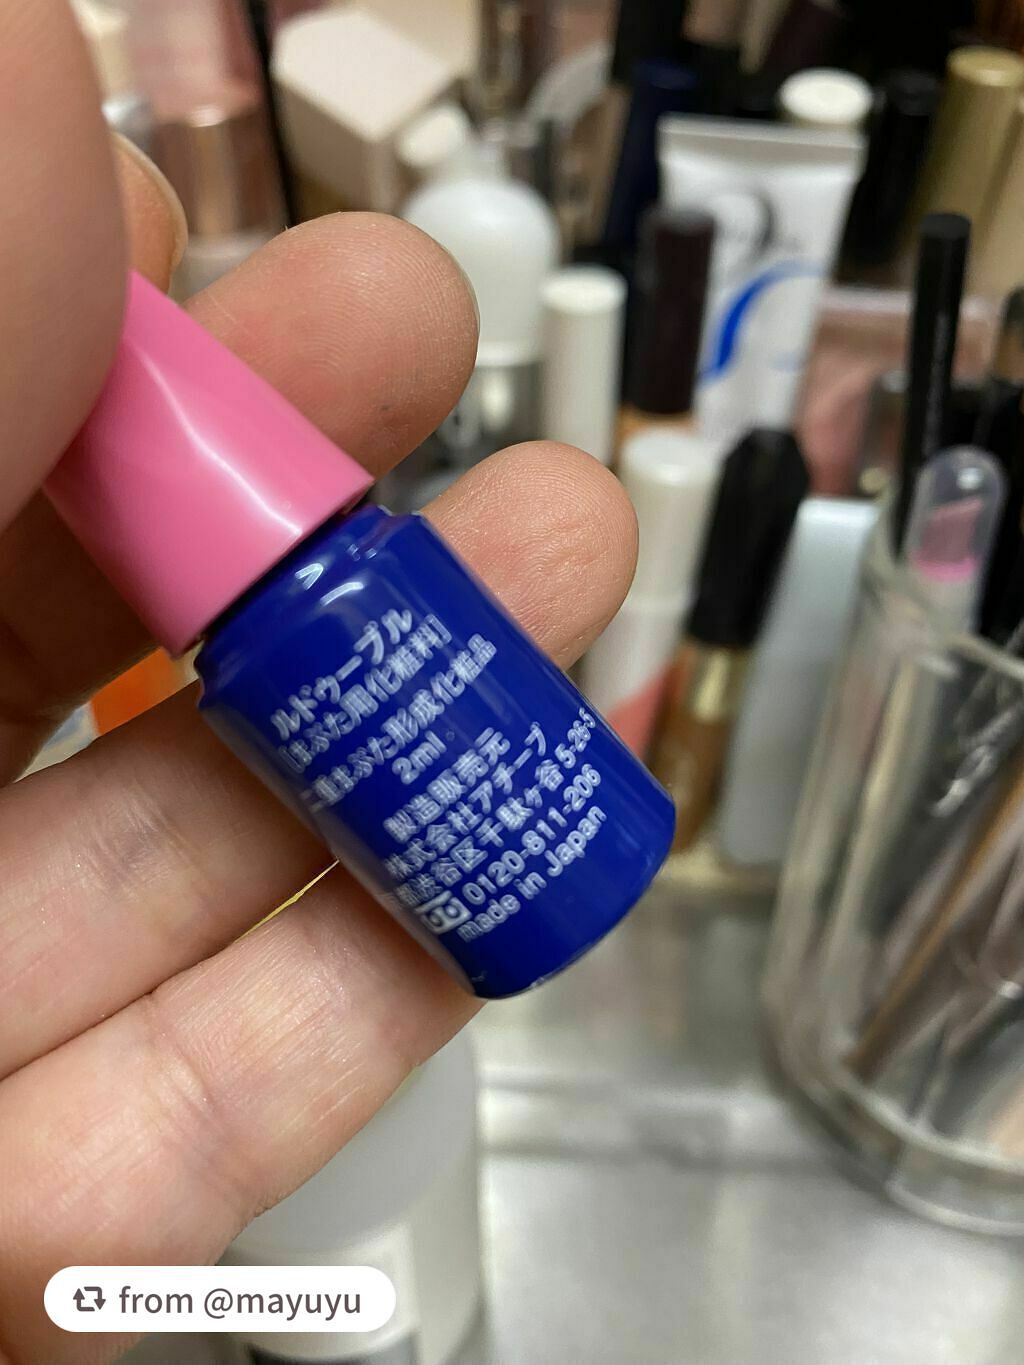 ルドゥーブル
[まぶた用化粧料]
二重まぶた形成化粧品
2ml
製造販売元
株式会社アチーブ
渋谷区千駄ヶ谷5-26-5
0120-811-206
Made in Japan
from @mayuyu